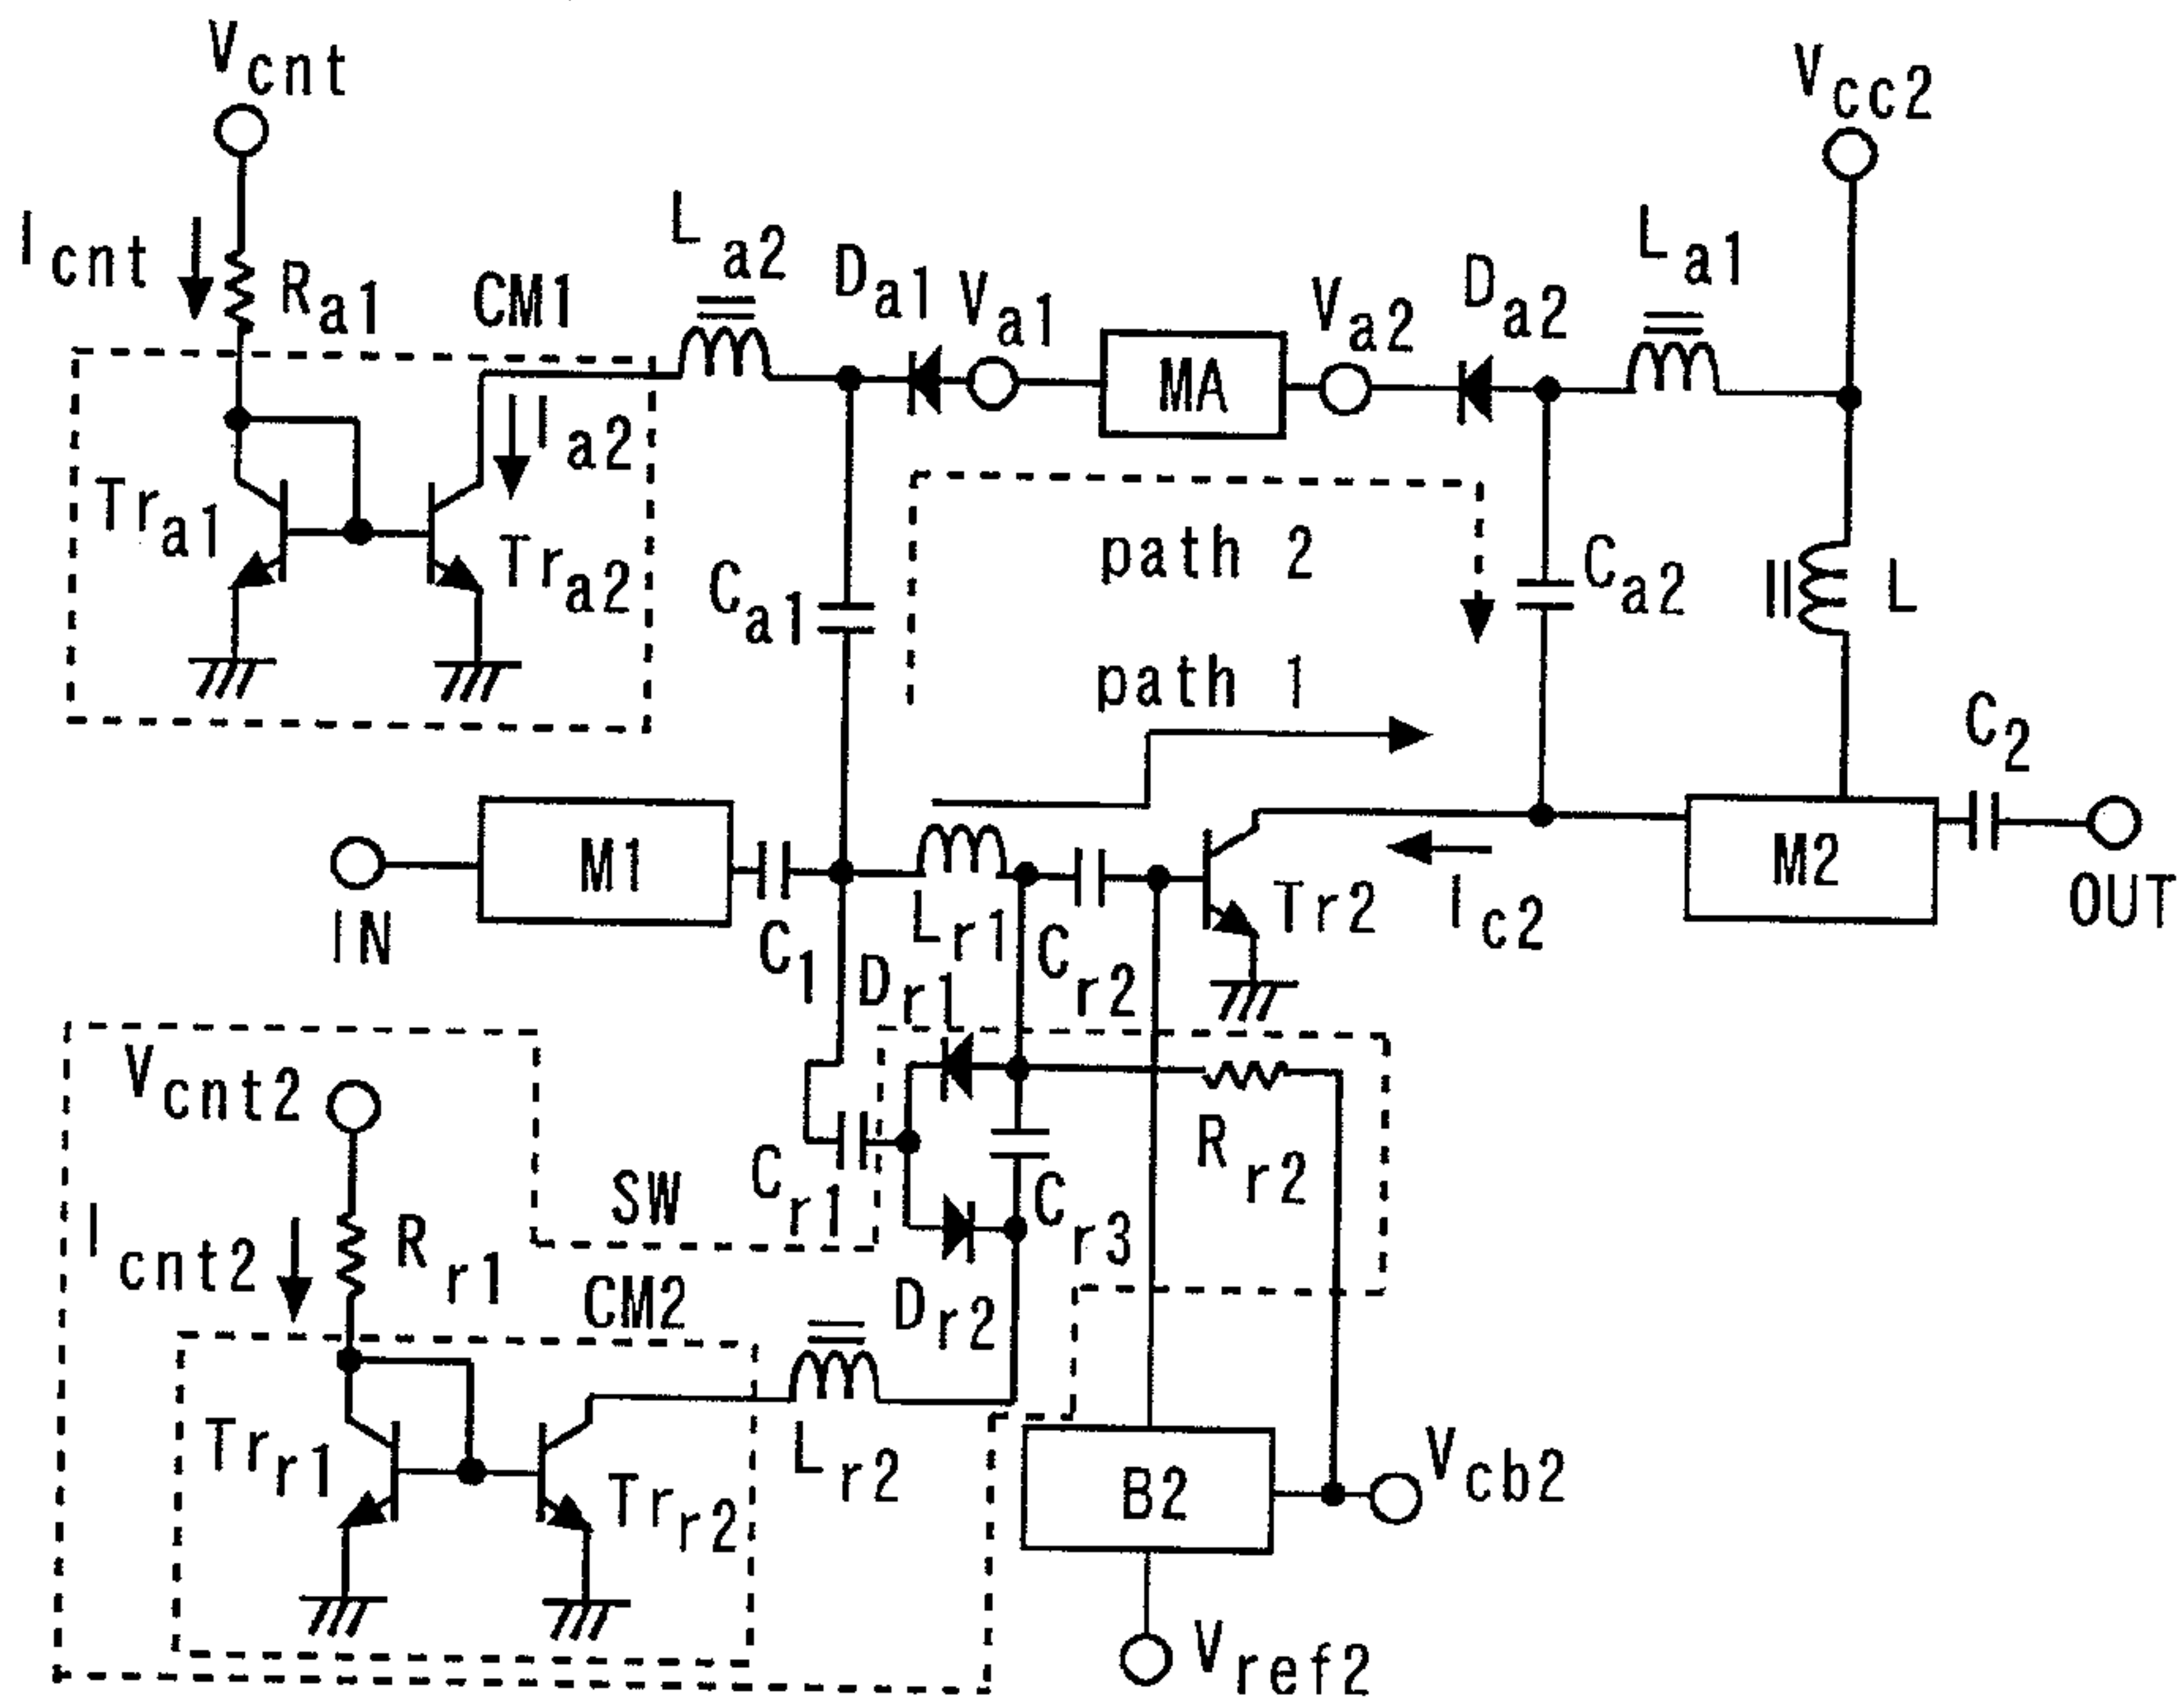 Vcnt
Vcc2
Icnt
Ra1
CM1
La2
Da1
Va1
MA
Va2
Da2
La1
Ia2
Tra1
Tra2
Ca1
path 2
Ca2
L
path 1
C2
IN
M1
C1
Lr1
Cr2
Tr2
Ic2
M2
OUT
Dr1
Vcnt2
Cr1
SW
Cr3
Rr2
Icnt2
Rr1
CM2
Dr2
Trr1
Trr2
Lr2
B2
Vcb2
Vref2